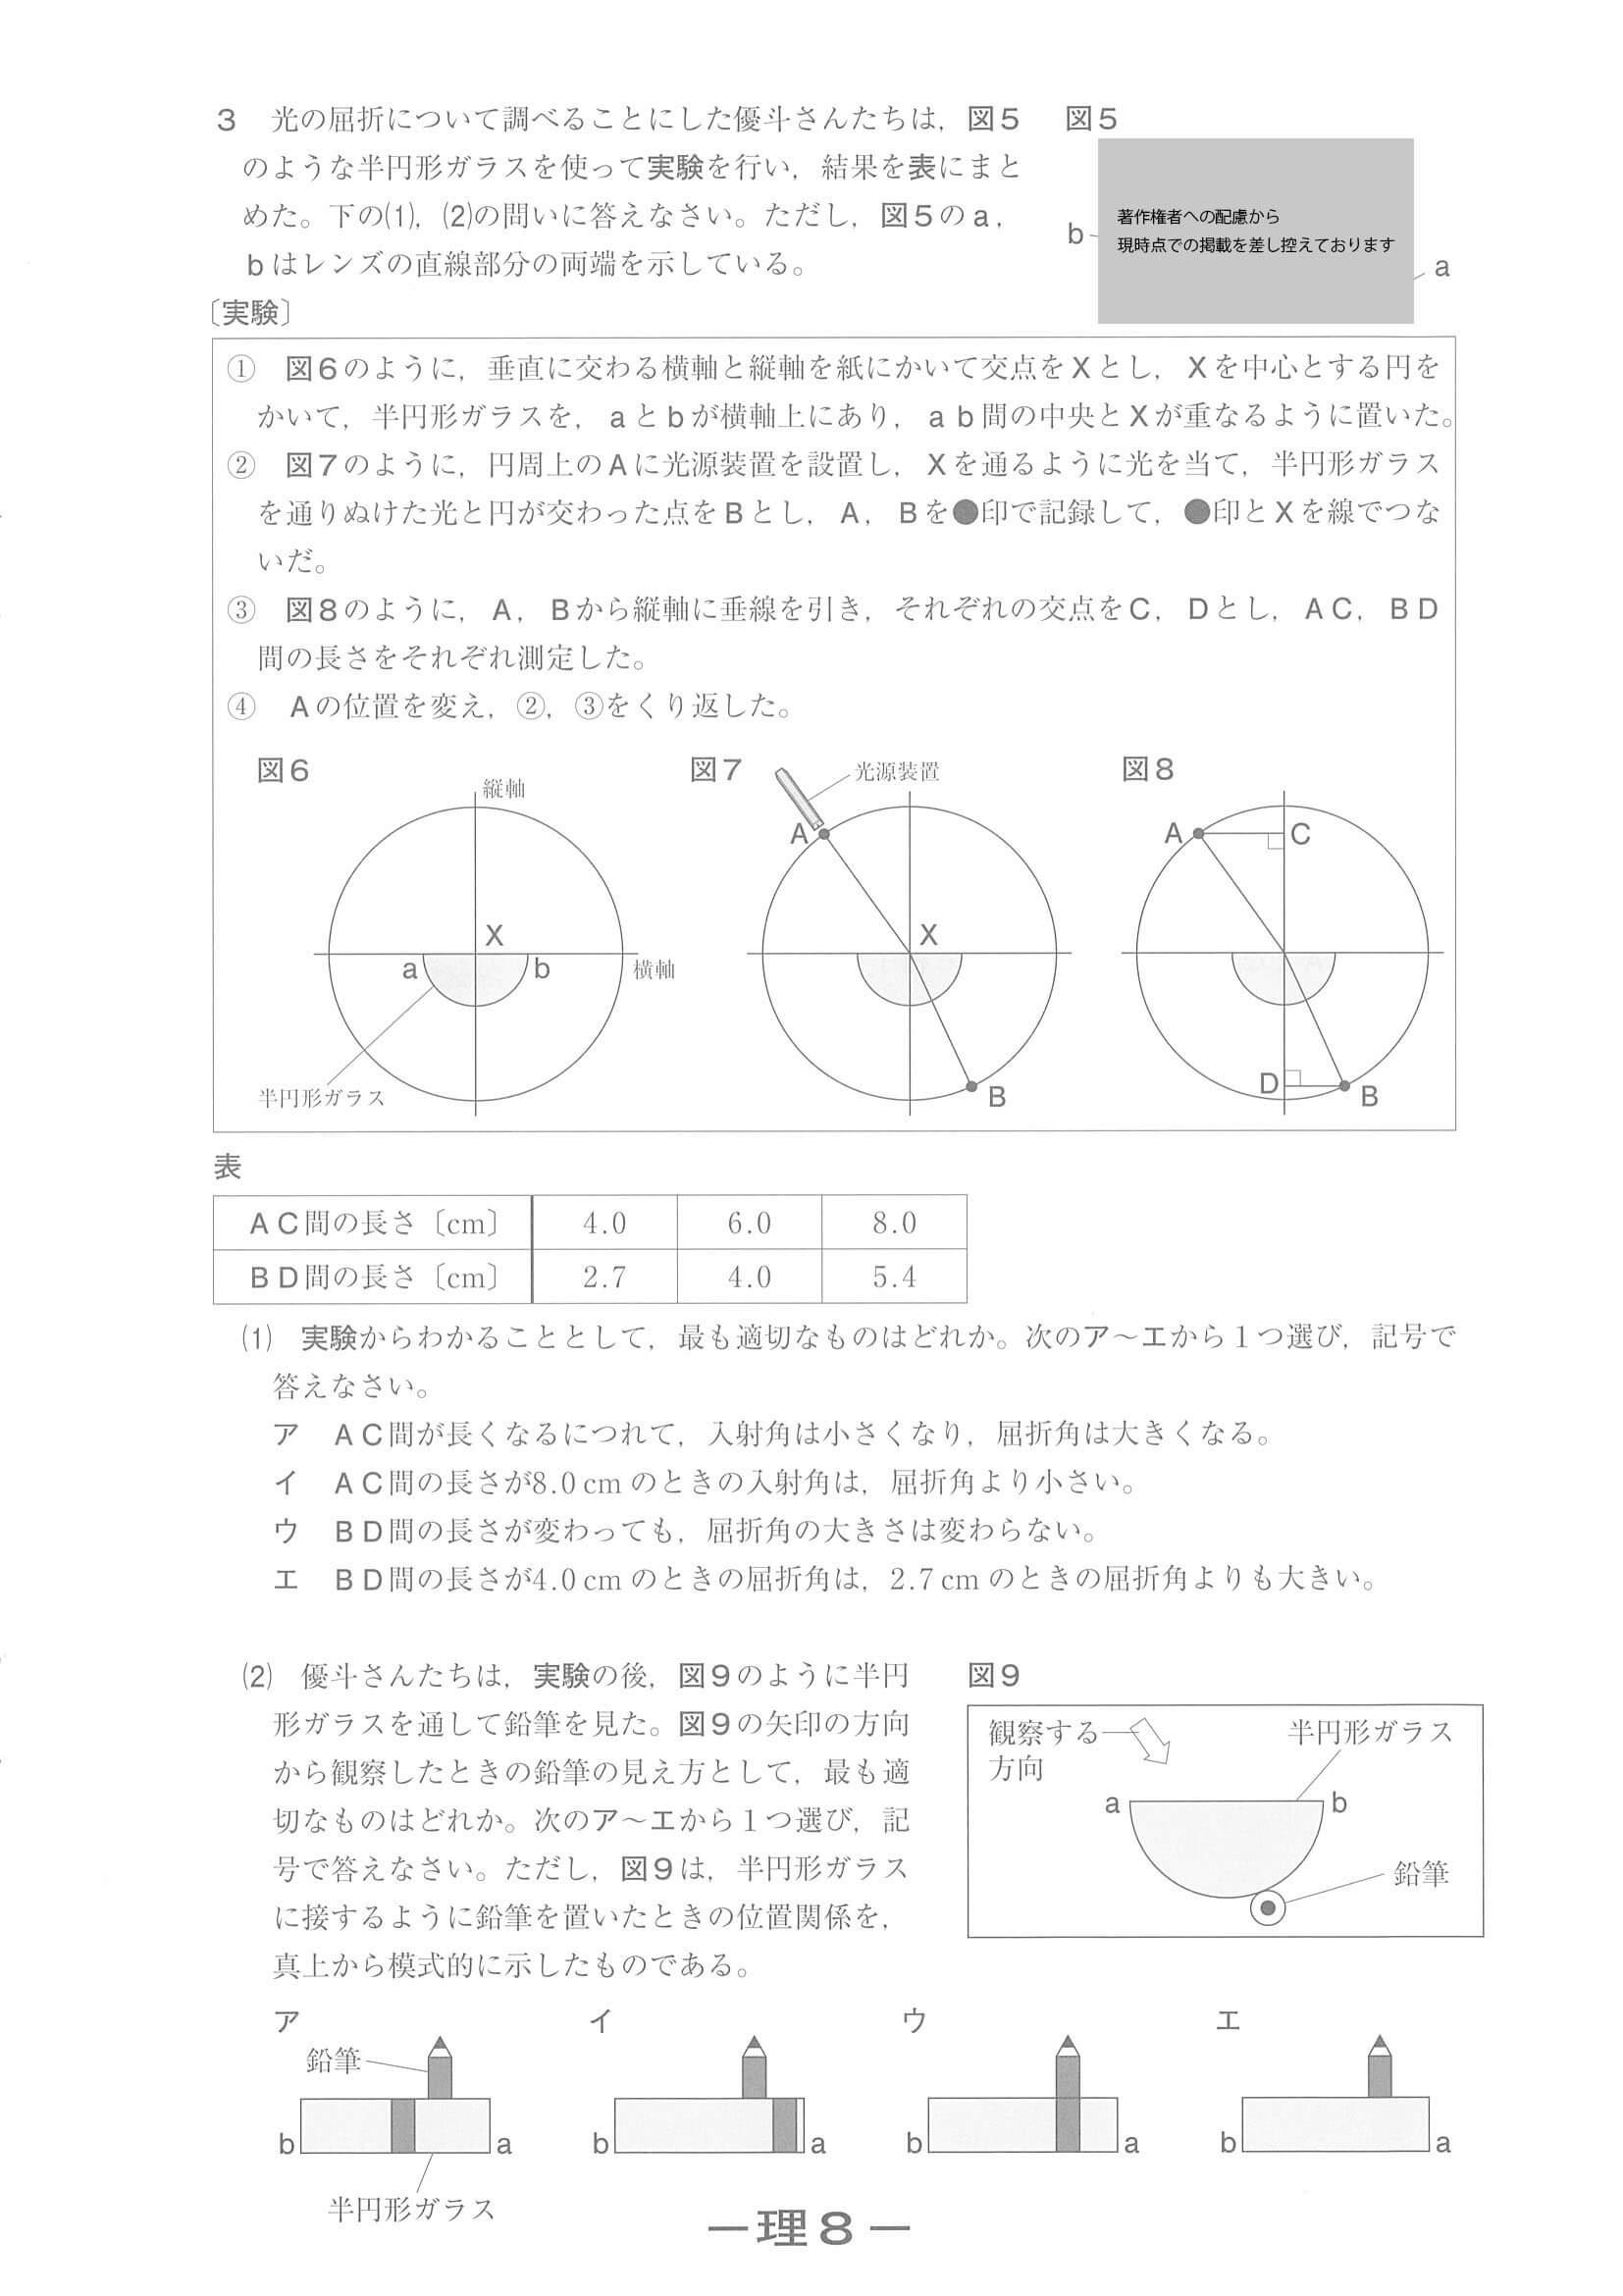 3　光の屈折について調べることにした優斗さんたちは，図5
のような半円形ガラスを使って実験を行い，結果を表にまと
めた。下の⑴，⑵の問いに答えなさい。ただし，図5のa，
bはレンズの直線部分の両端を示している。
図5
著作権者への配慮から
現時点での掲載を差し控えております
b
a
〔実験〕
①　図6のように，垂直に交わる横軸と縦軸を紙にかいて交点をXとし，Xを中心とする円を
かいて，半円形ガラスを，aとbが横軸上にあり，ab間の中央とXが重なるように置いた。
②　図7のように，円周上のAに光源装置を設置し，Xを通るように光を当て，半円形ガラス
を通りぬけた光と円が交わった点をBとし，A，Bを●印で記録して，●印とXを線でつな
いだ。
③　図8のように，A，Bから縦軸に垂線を引き，それぞれの交点をC，Dとし，AC，BD
間の長さをそれぞれ測定した。
④　Aの位置を変え，②，③をくり返した。
図6
縦軸
X
a
b
横軸
半円形ガラス
図7
光源装置
A
X
B
図8
A
C
D
B
表
AC間の長さ〔cm〕　4.0　6.0　8.0
BD間の長さ〔cm〕　2.7　4.0　5.4
⑴　実験からわかることとして，最も適切なものはどれか。次のア～エから1つ選び，記号で
答えなさい。
ア　AC間が長くなるにつれて，入射角は小さくなり，屈折角は大きくなる。
イ　AC間の長さが8.0 cm のときの入射角は，屈折角より小さい。
ウ　BD間の長さが変わっても，屈折角の大きさは変わらない。
エ　BD間の長さが4.0 cm のときの屈折角は，2.7 cm のときの屈折角よりも大きい。
⑵　優斗さんたちは，実験の後，図9のように半円
形ガラスを通して鉛筆を見た。図9の矢印の方向
から観察したときの鉛筆の見え方として，最も適
切なものはどれか。次のア～エから1つ選び，記
号で答えなさい。ただし，図9は，半円形ガラス
に接するように鉛筆を置いたときの位置関係を，
真上から模式的に示したものである。
図9
観察する
方向
半円形ガラス
a
b
鉛筆
ア
鉛筆
b
a
半円形ガラス
イ
b
a
ウ
b
a
エ
b
a
―理8―